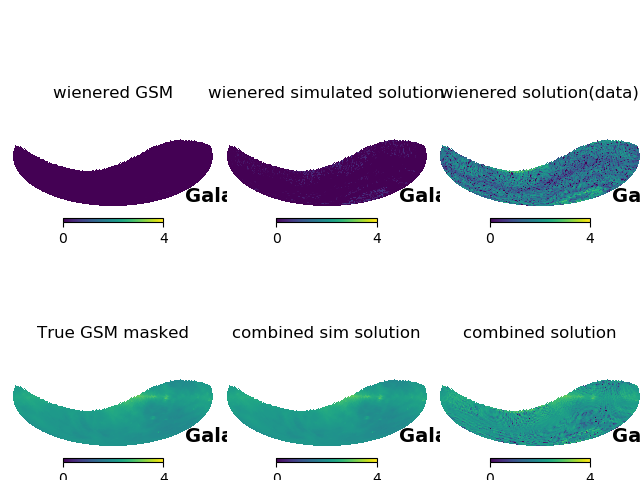 wienered GSM
wienered simulated solution
wienered solution(data)
Gala
Gala
Ga
0 4
0 4
0 4
True GSM masked
combined sim solution
combined solution
Gala
Gala
Ga
0 4
0 4
0 4